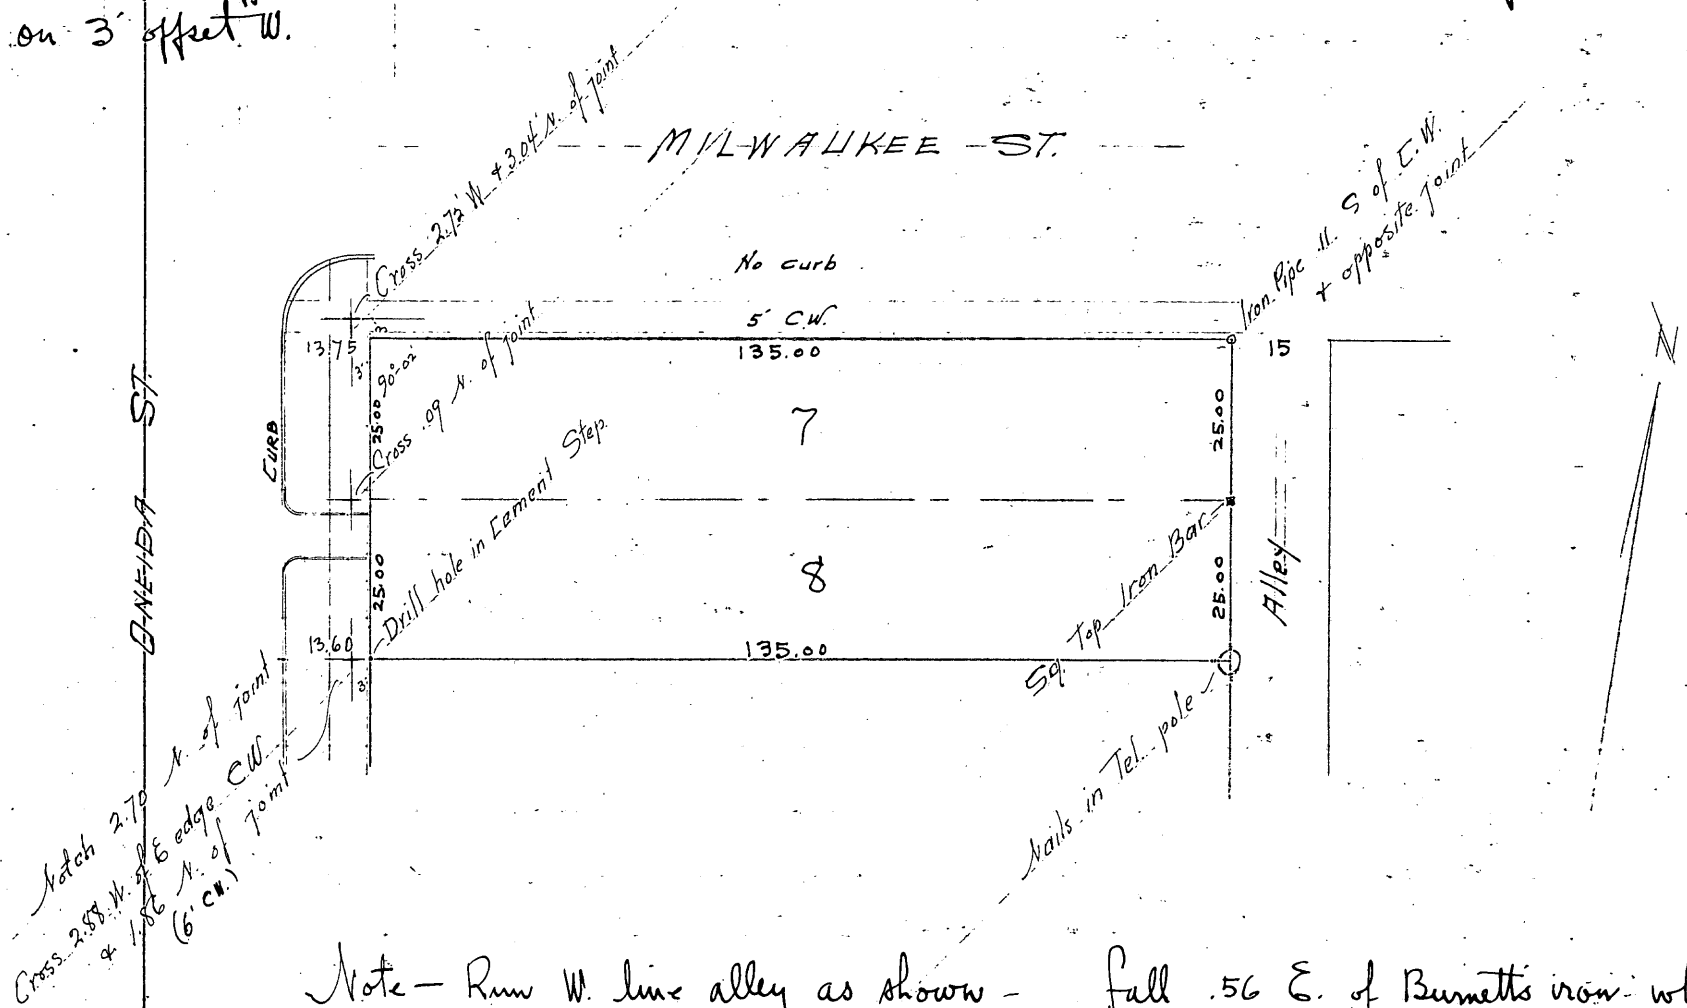 on 3' offset W.
MILWAUKEE ST.
Cross 2.72' W. & 3.04' N. of joint
Iron Pipe .11 S of C.W.
& opposite joint
No curb
5' C.W.
135.00
13.75
3
3'
90°-02'
15
25.00
25.00
7
Cross .09 N. of joint
CURB
ONEIDA ST.
N
Drill hole in Cement Step
8
25.00
25.00
Sq. Top Iron Bar
Alley
13.60
3'
135.00
Nails in Tel. pole
Notch 2.70 N. of joint
Cross 2.88 W. of E edge C.W.
& 1.86 N. of joint
(6' C.W.)
Note - Run W. line alley as shown - fall .56 E. of Burnett's iron